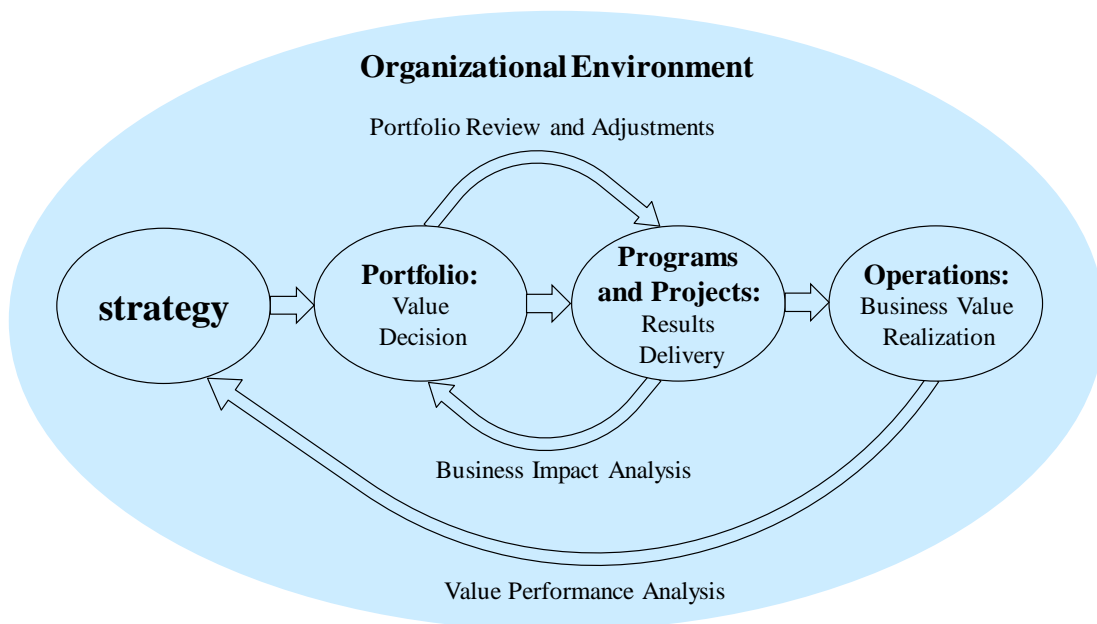 Organizational Environment
Portfolio Review and Adjustments
strategy
Portfolio:
Value
Decision
Programs
and Projects:
Results
Delivery
Operations:
Business Value
Realization
Business Impact Analysis
Value Performance Analysis